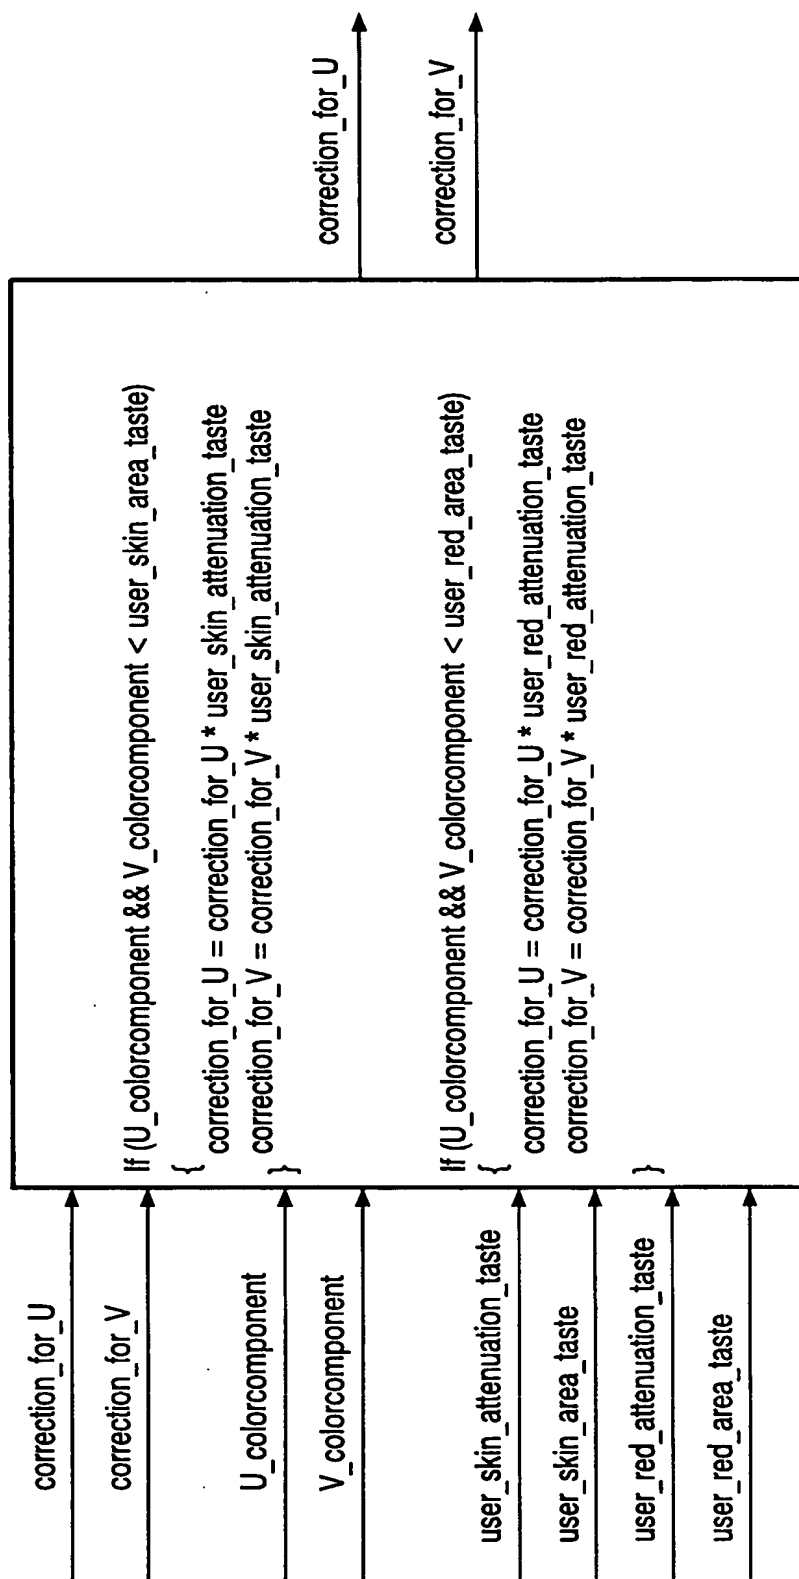 correction_for_U
correction_for_V
U_colorcomponent
V_colorcomponent
user_skin_attenuation_taste
user_skin_area_taste
user_red_attenuation_taste
user_red_area_taste
If (U_colorcomponent && V_colorcomponent < user_skin_area_taste)
{
correction_for_U = correction_for_U * user_skin_attenuation_taste
correction_for_V = correction_for_V * user_skin_attenuation_taste
}
If (U_colorcomponent && V_colorcomponent < user_red_area_taste)
{
correction_for_U = correction_for_U * user_red_attenuation_taste
correction_for_V = correction_for_V * user_red_attenuation_taste
}
correction_for_U
correction_for_V